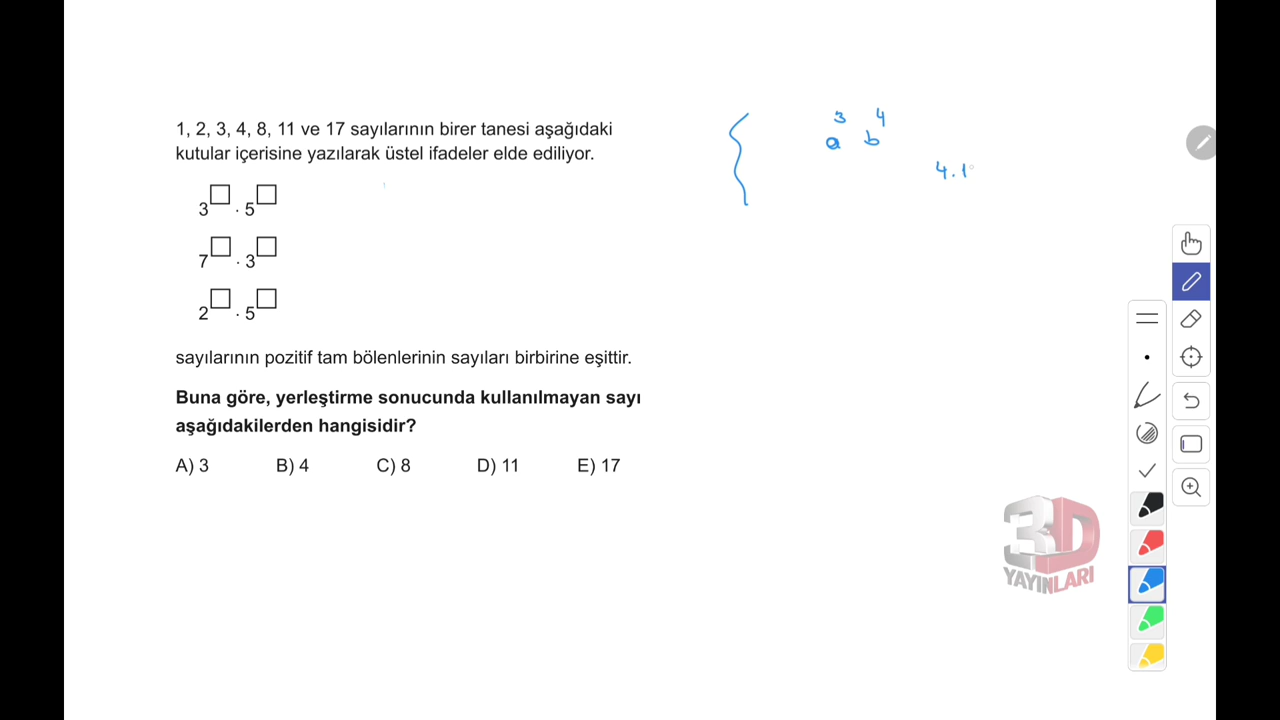 1, 2, 3, 4, 8, 11 ve 17 sayılarının birer tanesi aşağıdaki
kutular içerisine yazılarak üstel ifadeler elde ediliyor.
3□ . 5□
7□ . 3□
2□ . 5□
sayılarının pozitif tam bölenlerinin sayıları birbirine eşittir.
Buna göre, yerleştirme sonucunda kullanılmayan sayı
aşağıdakilerden hangisidir?
A) 3 B) 4 C) 8 D) 11 E) 17
3 4
a b
4.1
3D
YAYINLARI